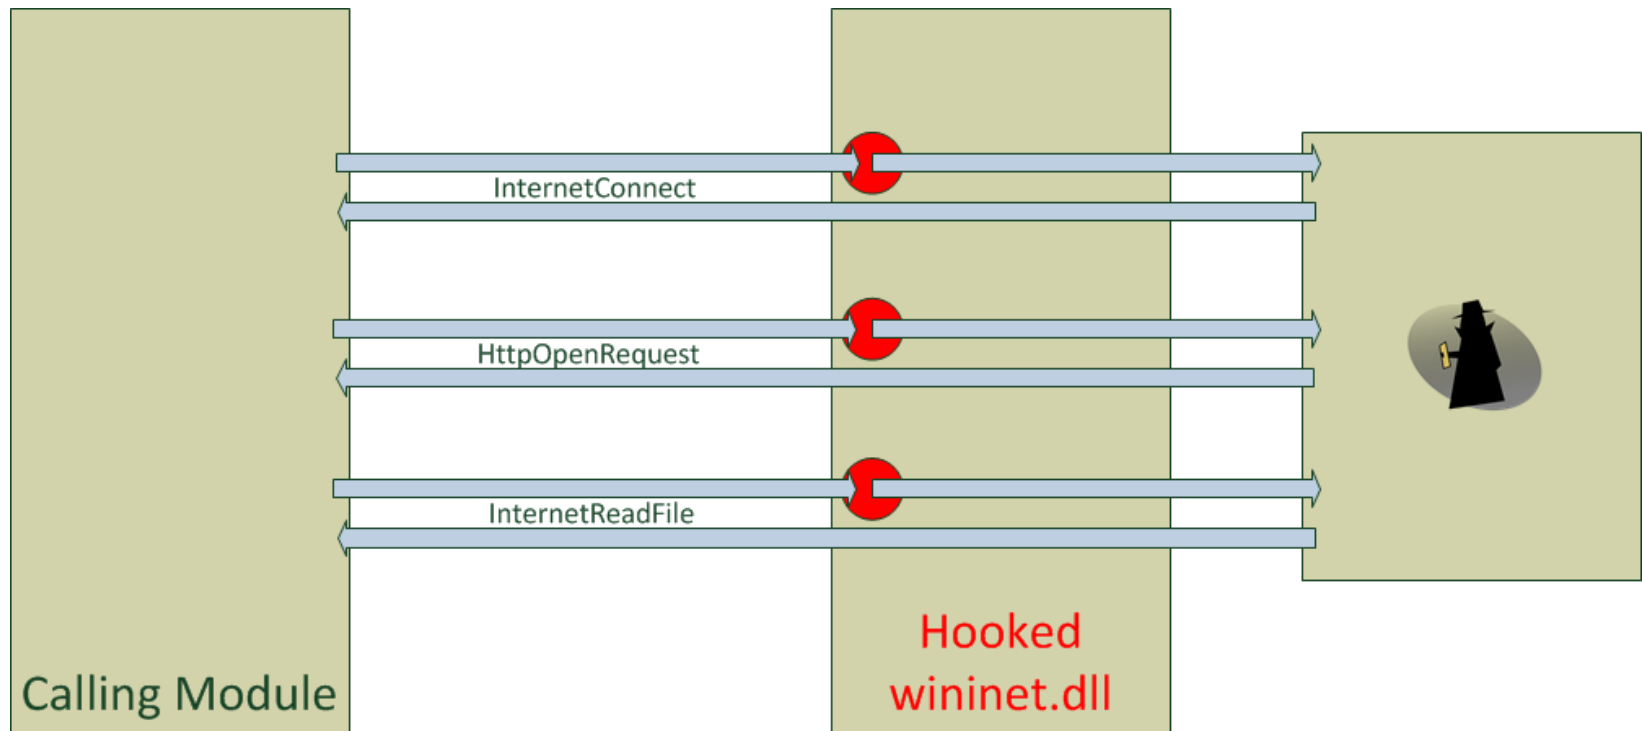 InternetConnect
HttpOpenRequest
InternetReadFile
Calling Module
Hooked
wininet.dll